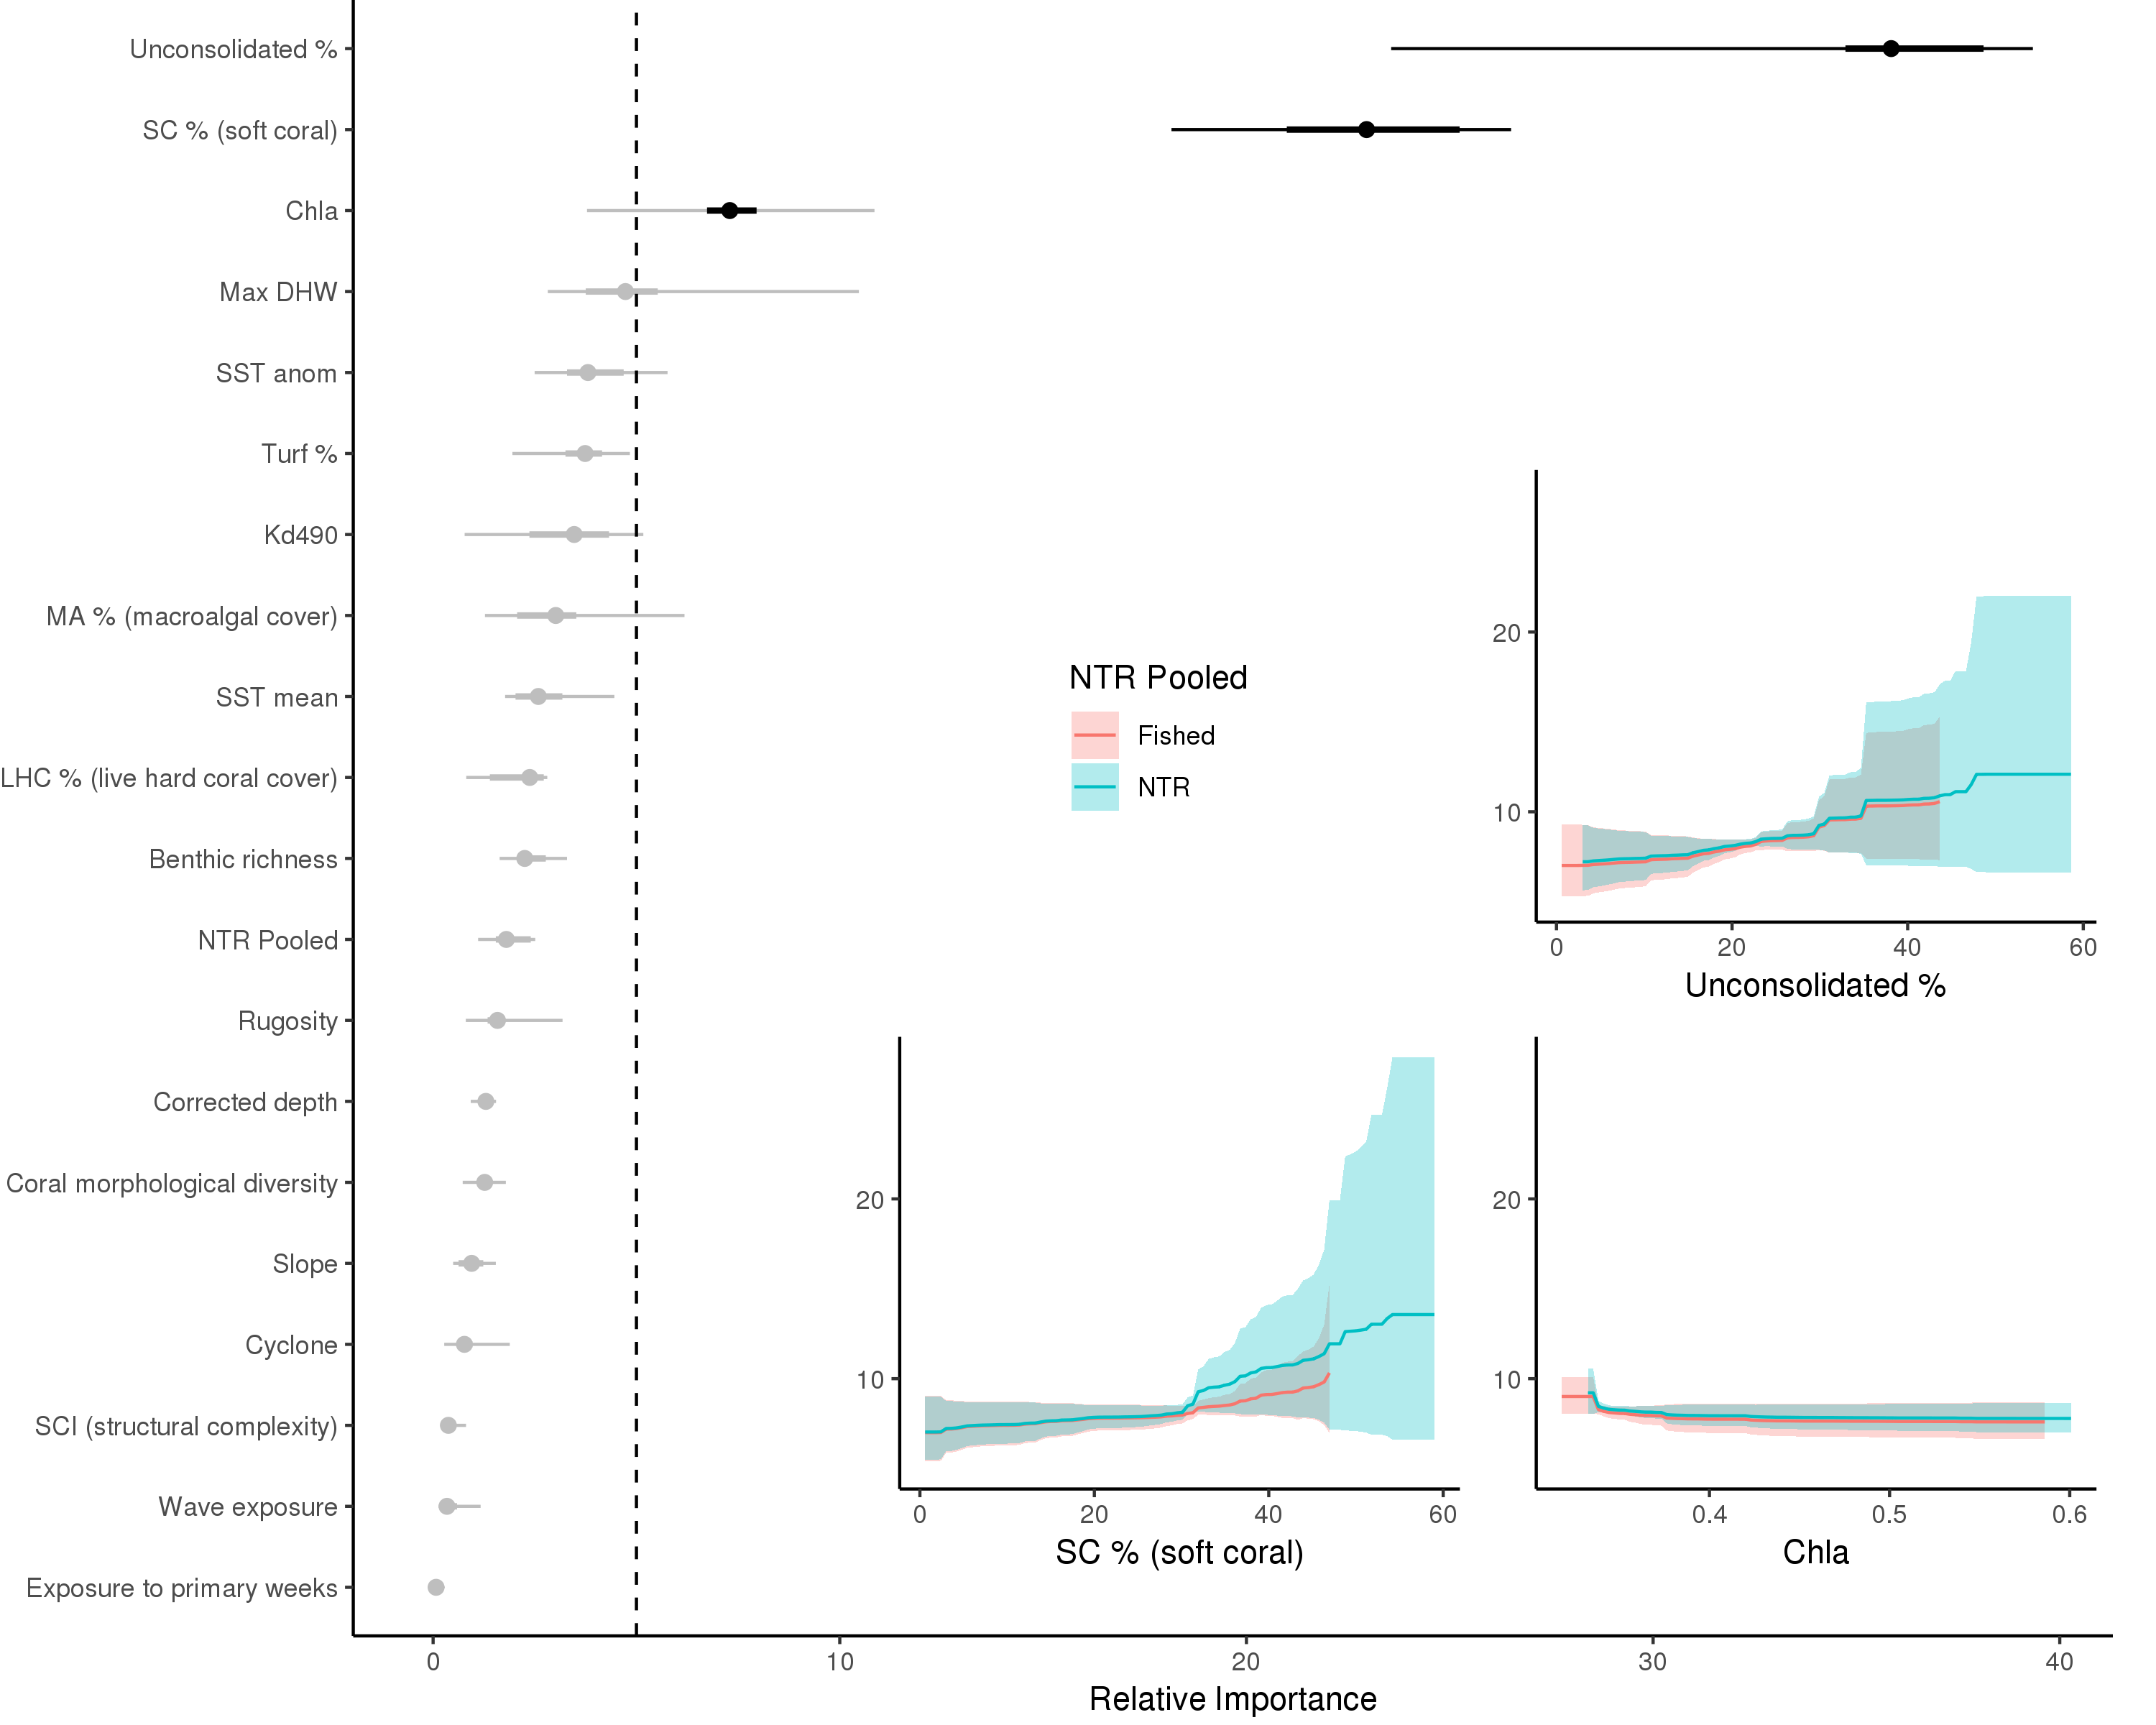 Unconsolidated %
SC % (soft coral)
Chla
Max DHW
SST anom
Turf %
Kd490
MA % (macroalgal cover)
SST mean
LHC % (live hard coral cover)
Benthic richness
NTR Pooled
Rugosity
Corrected depth
Coral morphological diversity
Slope
Cyclone
SCI (structural complexity)
Wave exposure
Exposure to primary weeks
0 10 20 30 40
Relative Importance
NTR Pooled
Fished
NTR
20
10
0 20 40 60
Unconsolidated %
20
10
0 20 40 60
SC % (soft coral)
20
10
0.4 0.5 0.6
Chla